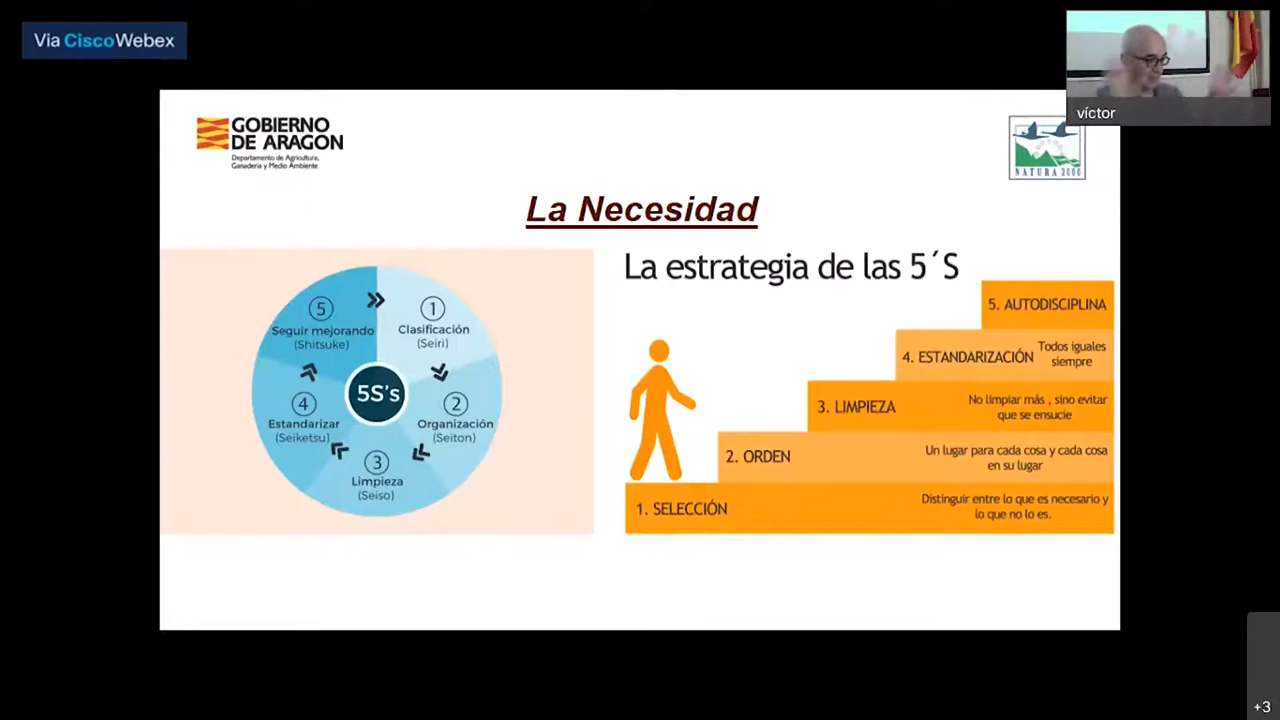 Vía CiscoWebex
víctor
GOBIERNO
DE ARAGON
Departamento de Agricultura,
Ganadería y Medio Ambiente
NATURA 2000
La Necesidad
5
Seguir mejorando
(Shitsuke)
1
Clasificación
(Seiri)
4
Estandarizar
(Seiketsu)
5S's
2
Organización
(Seiton)
3
Limpieza
(Seiso)
La estrategia de las 5´S
5. AUTODISCIPLINA
4. ESTANDARIZACIÓN
Todos iguales
siempre
3. LIMPIEZA
No limpiar más , sino evitar
que se ensucie
2. ORDEN
Un lugar para cada cosa y cada cosa
en su lugar
1. SELECCIÓN
Distinguir entre lo que es necesario y
lo que no lo es.
+3